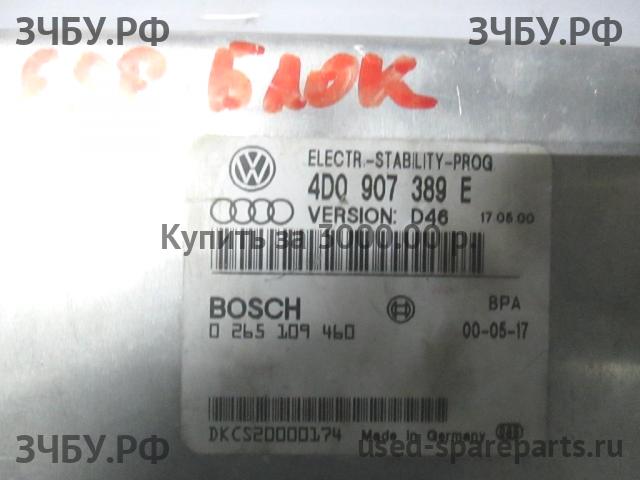 ЗЧБУ.РФ
ЗЧБУ.РФ
БЛОК
ELECTR.-STABILITY-PROG.
4D0 907 389 E
VERSION: D46 17 05 00
Купить за 3000.00 р.
BOSCH
BPA
0 265 109 460
00-05-17
DKCS20000174 Made in Germany
ЗЧБУ.РФ
used-spareparts.ru